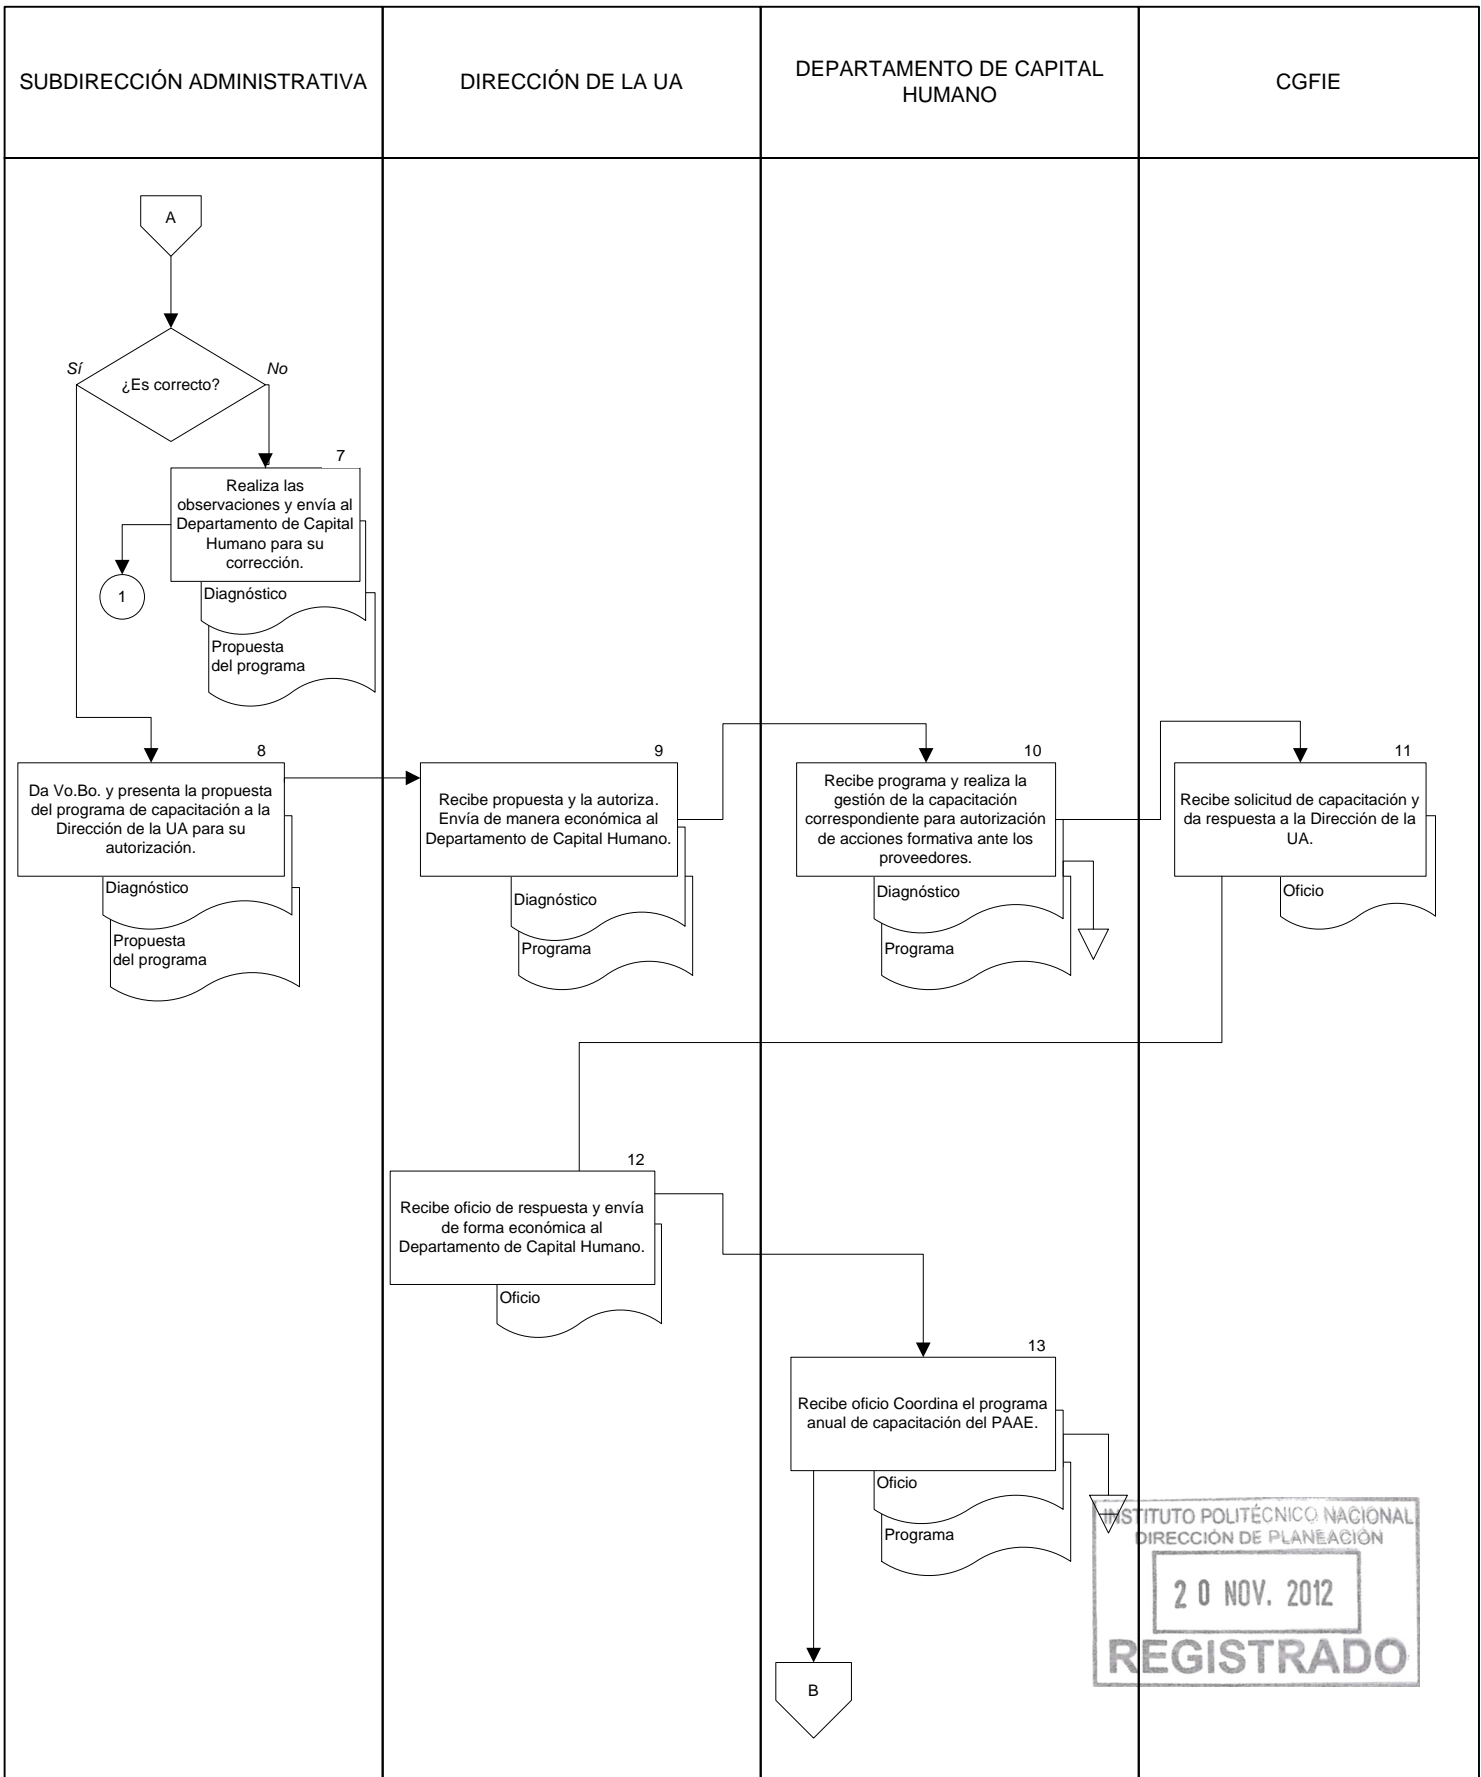 SUBDIRECCIÓN ADMINISTRATIVA
DIRECCIÓN DE LA UA
DEPARTAMENTO DE CAPITAL
HUMANO
CGFIE
A
Sí
¿Es correcto?
No
7
Realiza las
observaciones y envía al
Departamento de Capital
Humano para su
corrección.
1
Diagnóstico
Propuesta
del programa
8
Da Vo.Bo. y presenta la propuesta
del programa de capacitación a la
Dirección de la UA para su
autorización.
Diagnóstico
Propuesta
del programa
9
Recibe propuesta y la autoriza.
Envía de manera económica al
Departamento de Capital Humano.
Diagnóstico
Programa
10
Recibe programa y realiza la
gestión de la capacitación
correspondiente para autorización
de acciones formativa ante los
proveedores.
Diagnóstico
Programa
11
Recibe solicitud de capacitación y
da respuesta a la Dirección de la
UA.
Oficio
12
Recibe oficio de respuesta y envía
de forma económica al
Departamento de Capital Humano.
Oficio
13
Recibe oficio Coordina el programa
anual de capacitación del PAAE.
Oficio
Programa
B
INSTITUTO POLITÉCNICO NACIONAL
DIRECCIÓN DE PLANEACIÓN
20 NOV. 2012
REGISTRADO